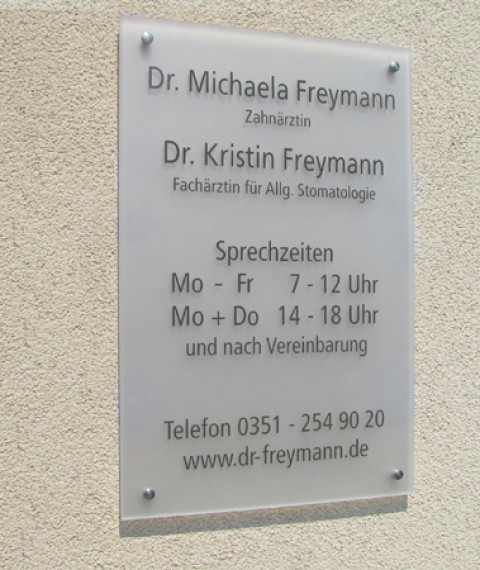 Dr. Michaela Freymann
Zahnärztin
Dr. Kristin Freymann
Fachärztin für Allg. Stomatologie
Sprechzeiten
Mo - Fr 7 - 12 Uhr
Mo + Do 14 - 18 Uhr
und nach Vereinbarung
Telefon 0351 - 254 90 20
www.dr-freymann.de